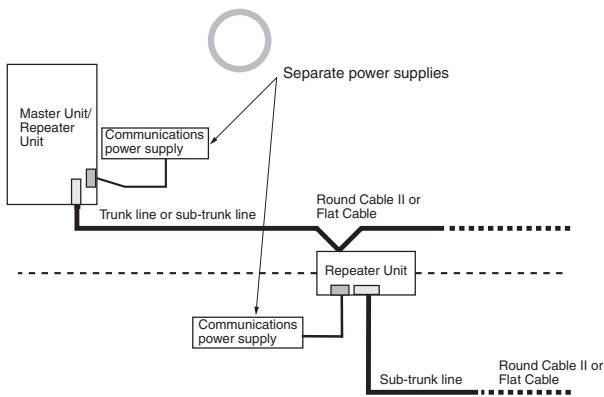 Separate power supplies
Master Unit/
Repeater
Unit
Communications
power supply
Trunk line or sub-trunk line
Round Cable II or
Flat Cable
Repeater Unit
Communications
power supply
Sub-trunk line
Round Cable II or
Flat Cable